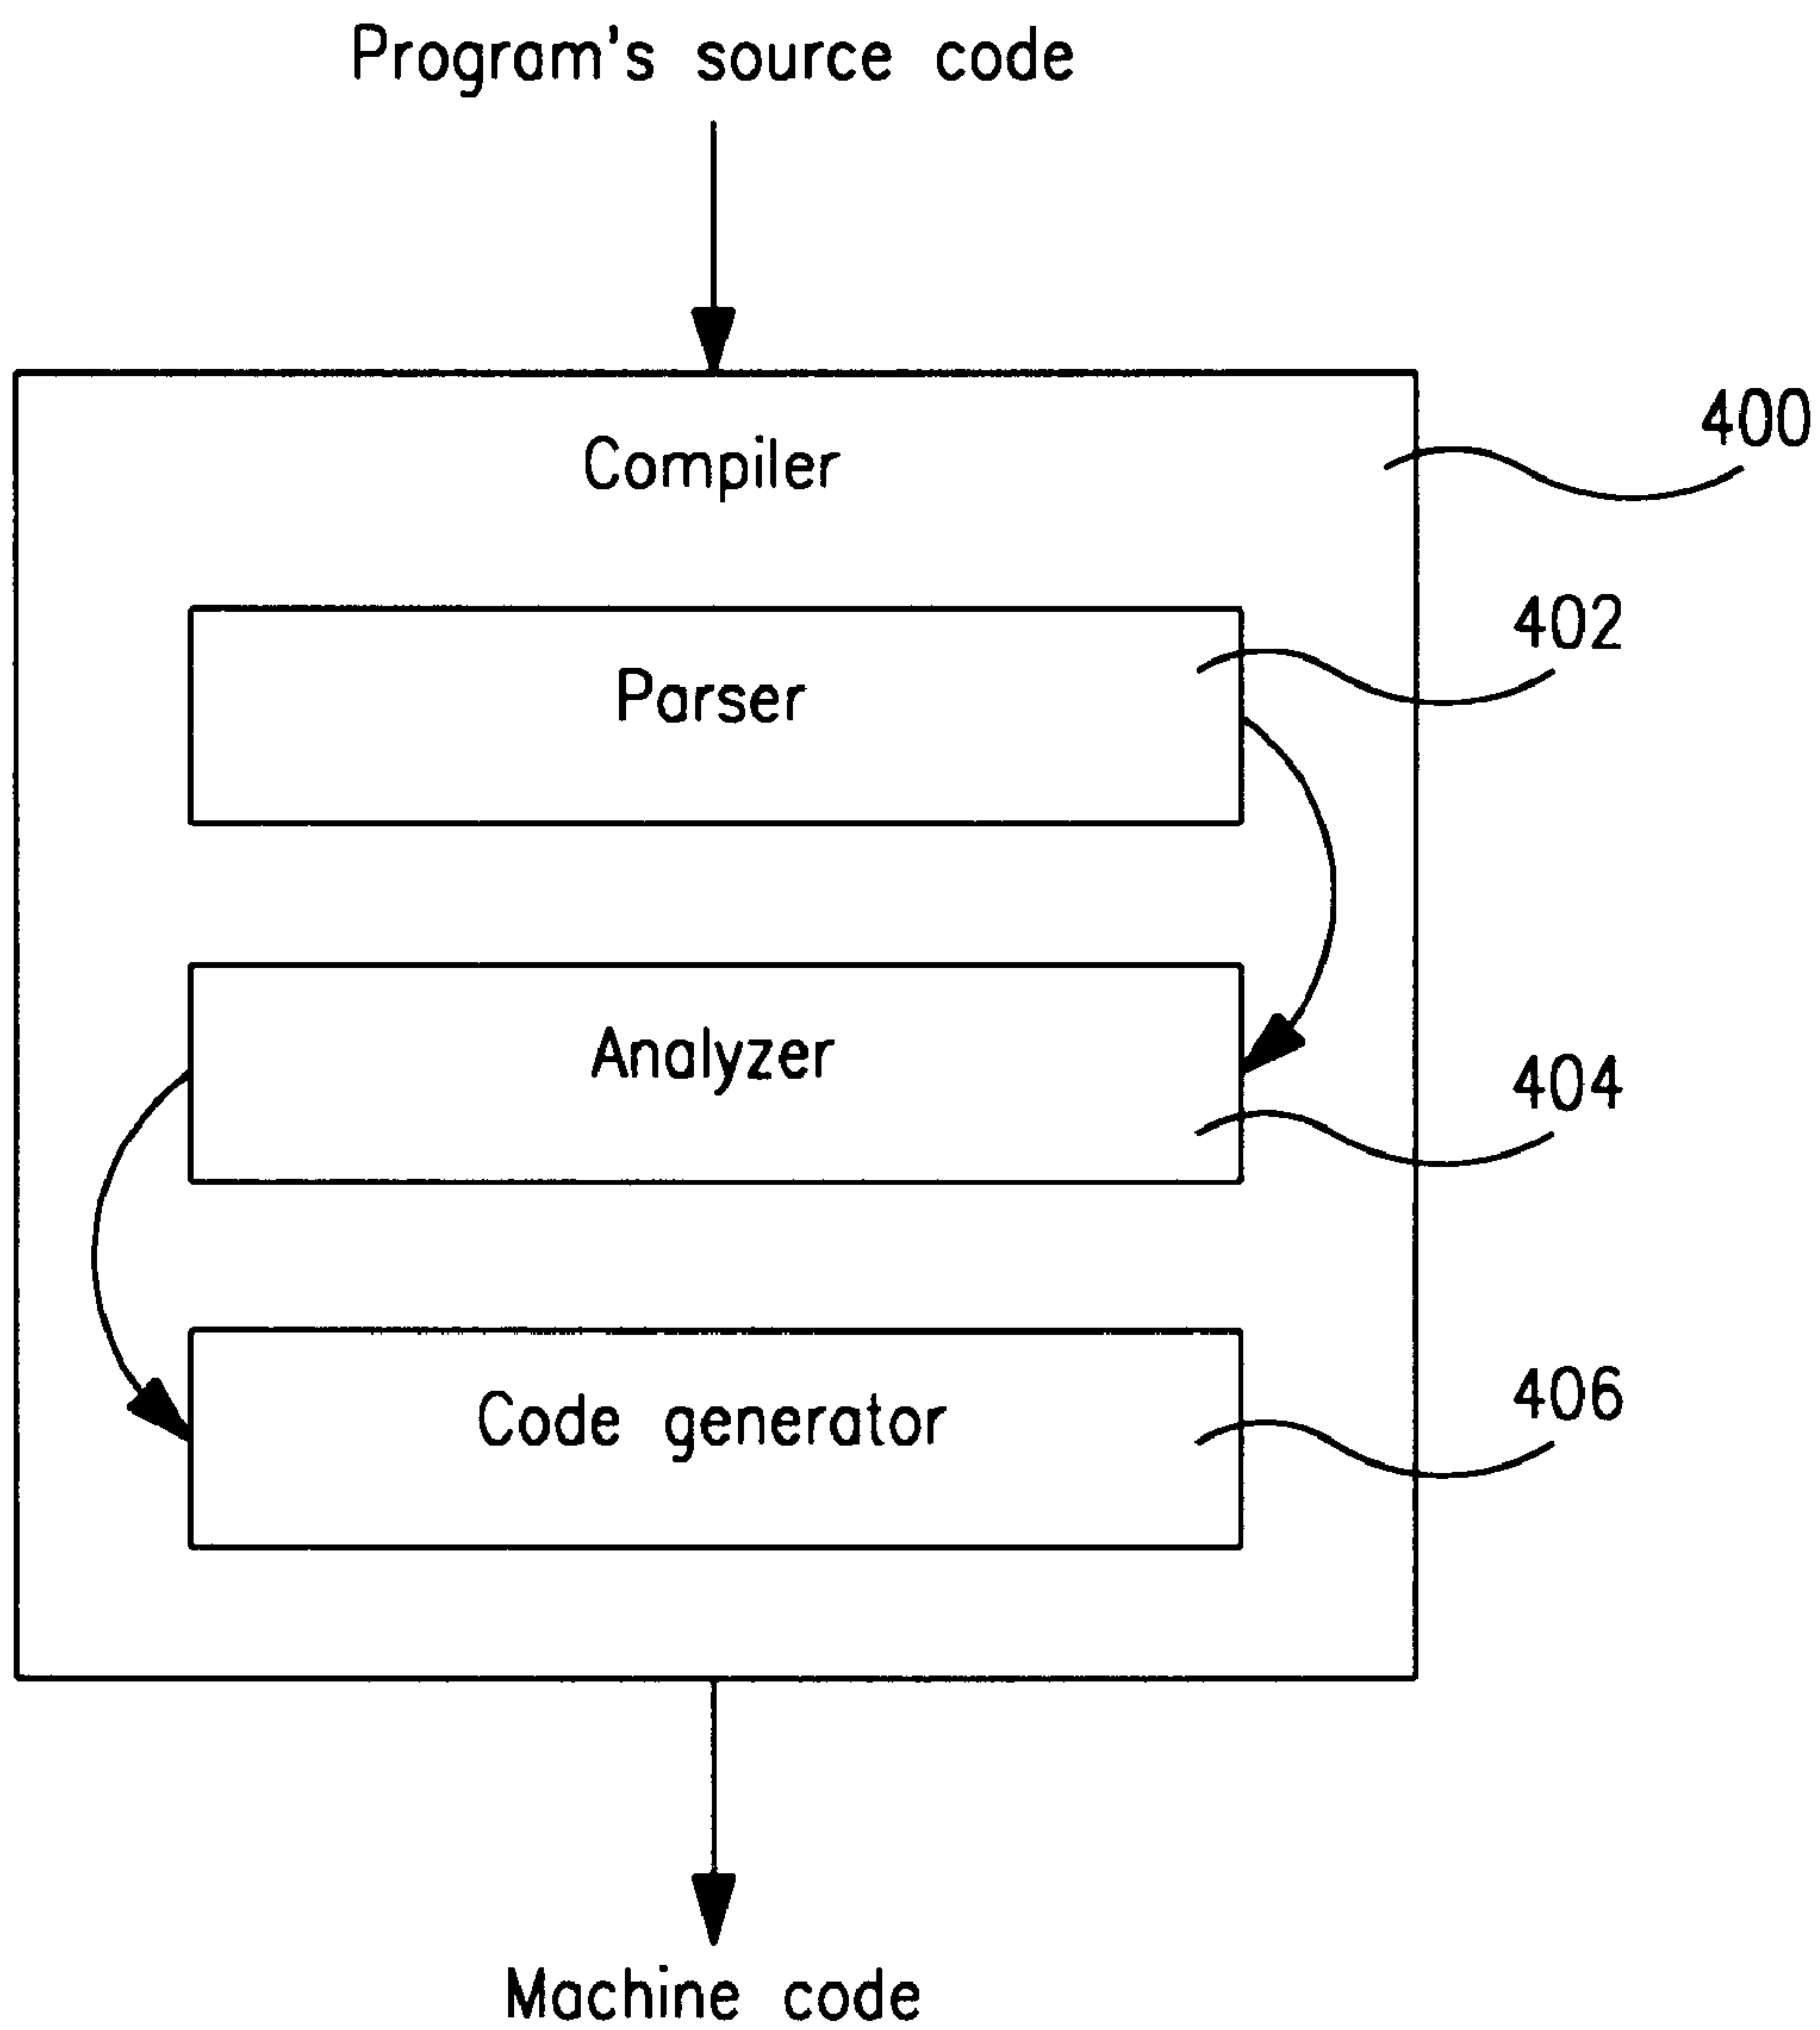 Program's source code
Compiler
400
402
Parser
Analyzer
404
406
Code generator
Machine code